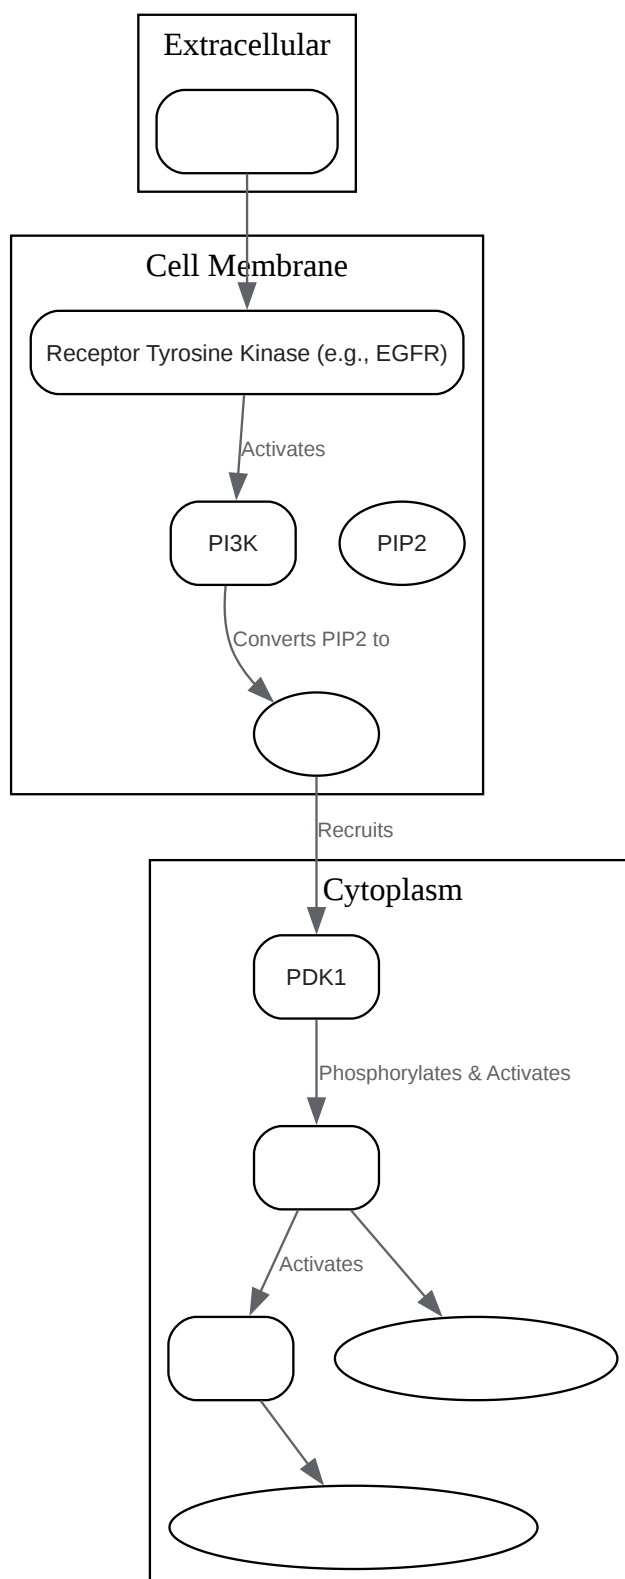 Extracellular
Cell Membrane
Receptor Tyrosine Kinase (e.g., EGFR)
Activates
PI3K
PIP2
Converts PIP2 to
Recruits
Cytoplasm
PDK1
Phosphorylates & Activates
Activates